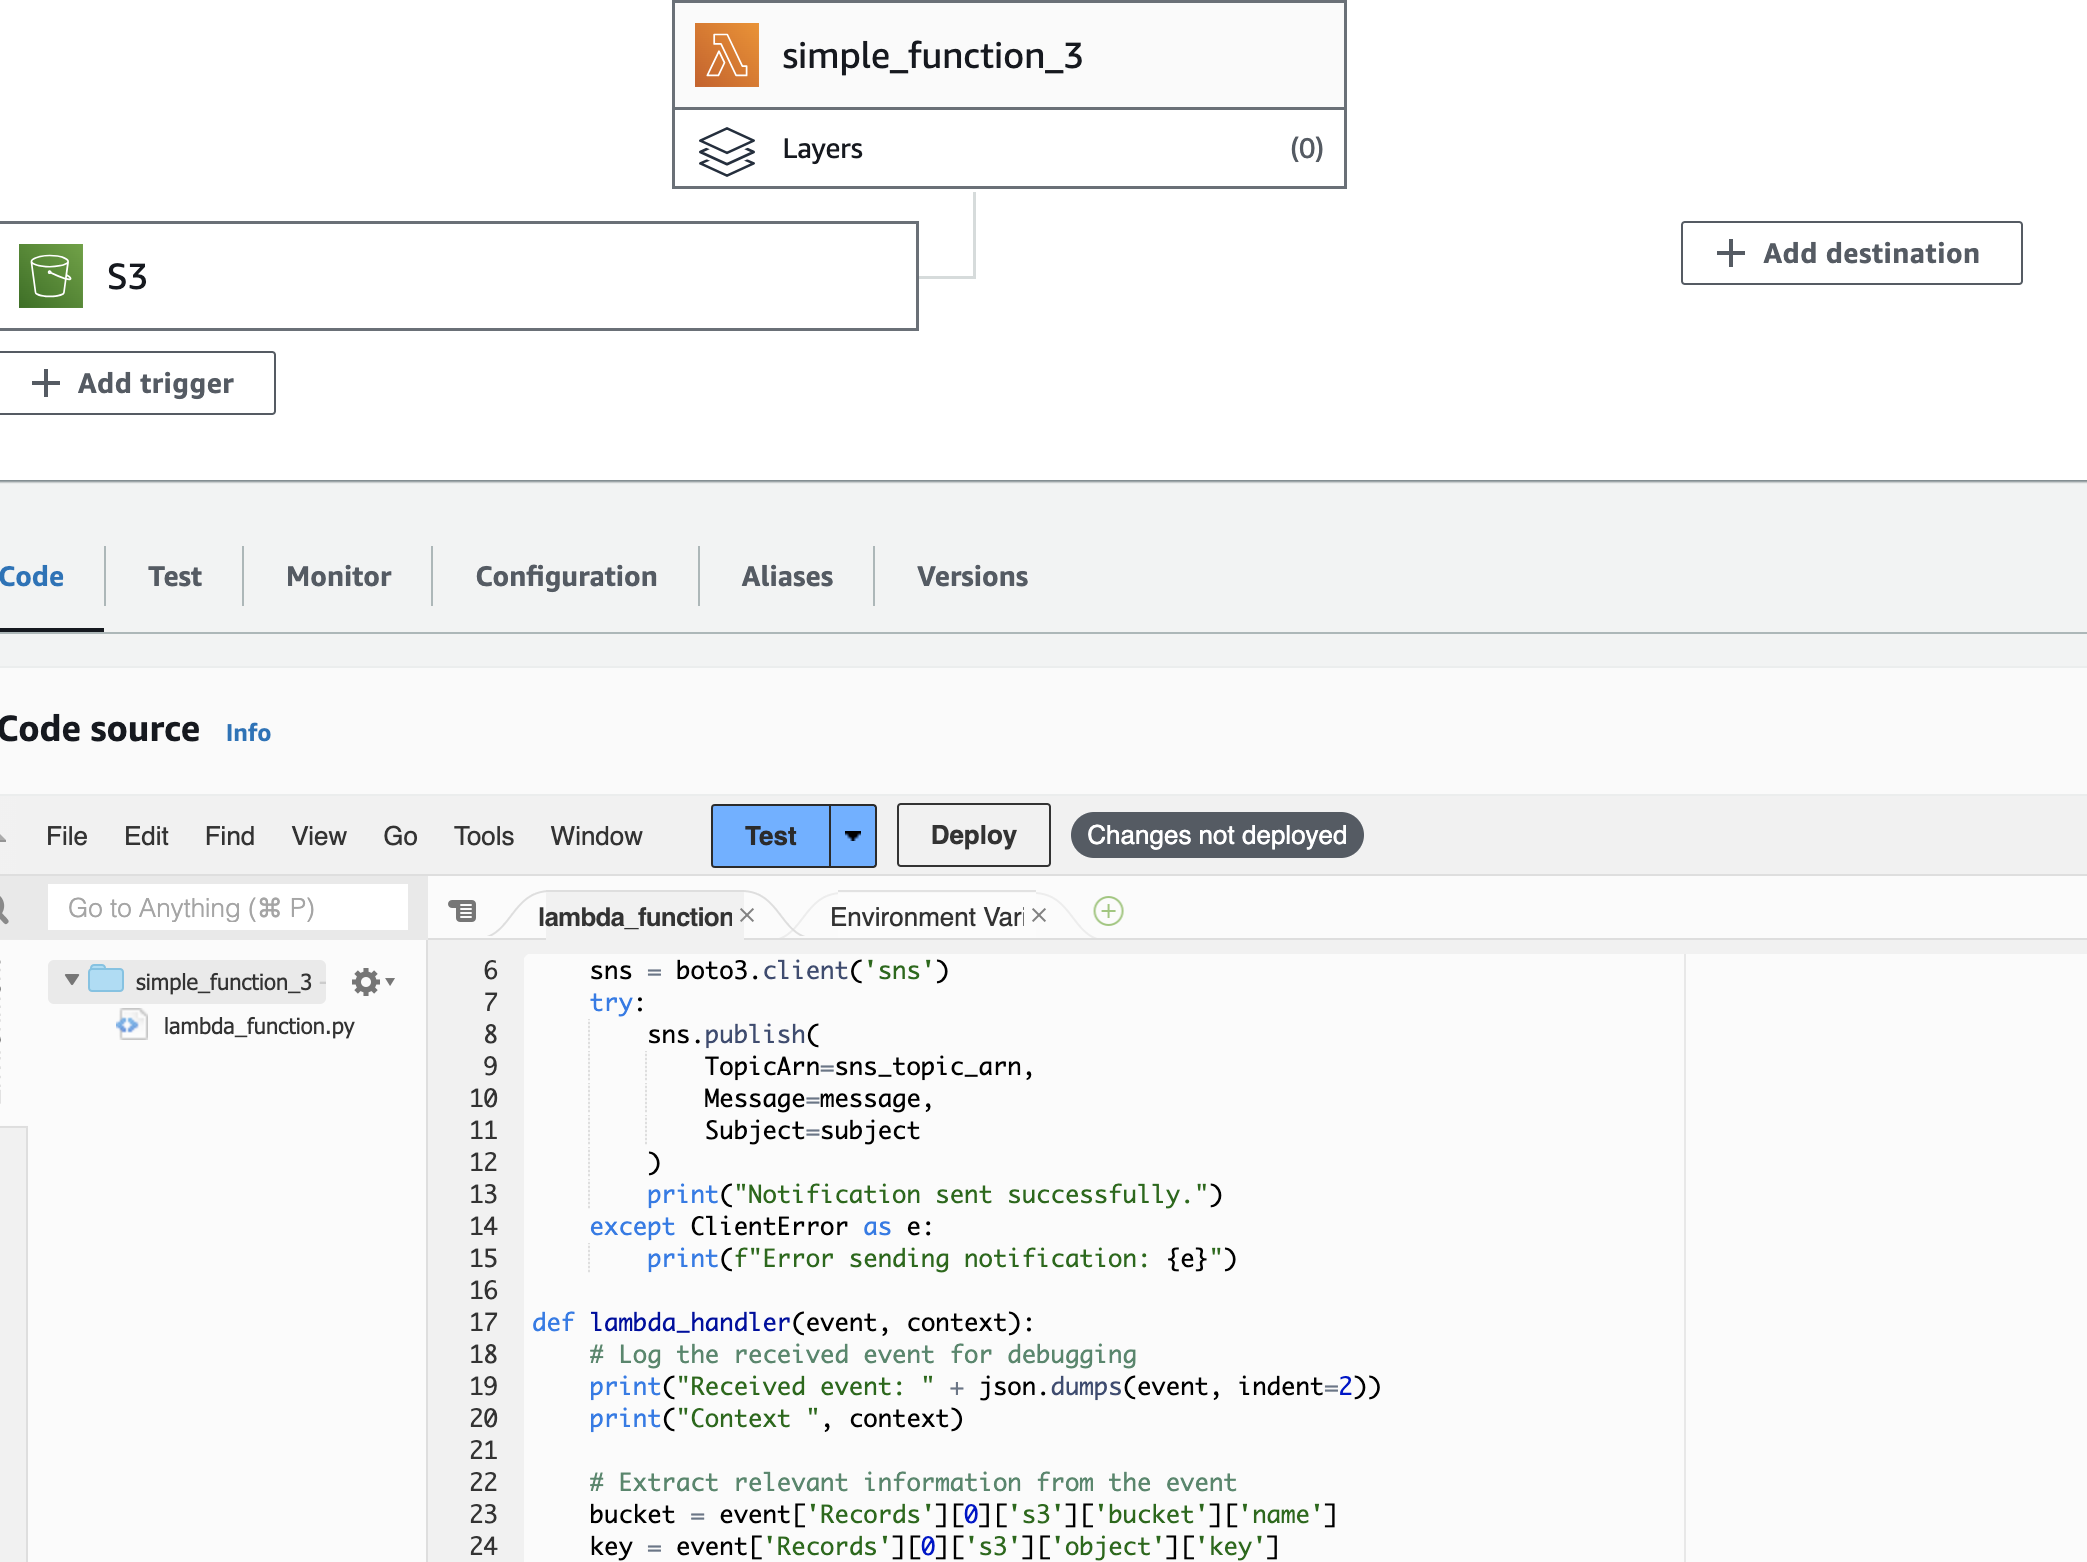 simple_function_3
Layers (0)
S3
+ Add destination
+ Add trigger
Code Test Monitor Configuration Aliases Versions
Code source Info
File Edit Find View Go Tools Window Test Deploy Changes not deployed
Go to Anything (⌘ P) lambda_function × Environment Vari ×
simple_function_3 -
lambda_function.py
6     sns = boto3.client('sns')
7     try:
8         sns.publish(
9             TopicArn=sns_topic_arn,
10             Message=message,
11             Subject=subject
12         )
13         print("Notification sent successfully.")
14     except ClientError as e:
15         print(f"Error sending notification: {e}")
16
17 def lambda_handler(event, context):
18     # Log the received event for debugging
19     print("Received event: " + json.dumps(event, indent=2))
20     print("Context ", context)
21
22     # Extract relevant information from the event
23     bucket = event['Records'][0]['s3']['bucket']['name']
24     key = event['Records'][0]['s3']['object']['key']